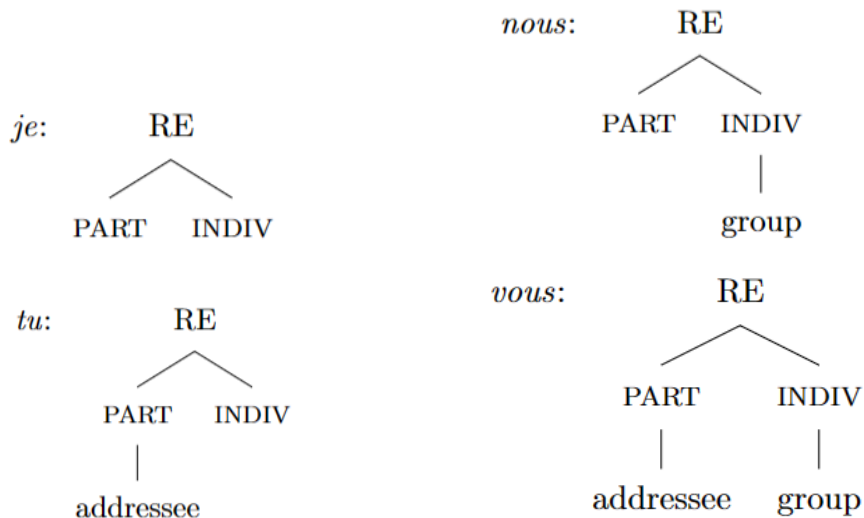 je: RE
PART INDIV
tu: RE
PART INDIV
addressee
nous: RE
PART INDIV
group
vous: RE
PART INDIV
addressee group